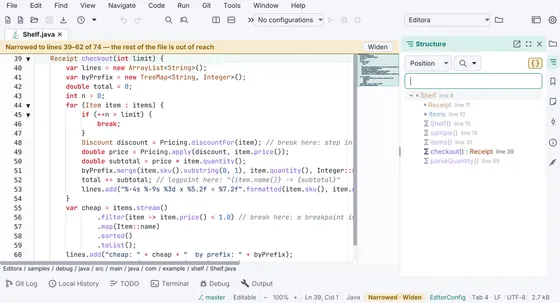 File Edit View Navigate Code Run Git Tools Window Help
No configurations
Editora
Shelf.java
Narrowed to lines 39–62 of 74 — the rest of the file is out of reach
Widen
39 Receipt checkout(int limit) {
40 var lines = new ArrayList<String>();
41 var byPrefix = new TreeMap<String, Integer>();
42 double total = 0;
43 int n = 0;
44 for (Item item : items) {
45 if (++n > limit) {
46 break;
47 }
48 Discount discount = Pricing.discountFor(item); // break here: step in
49 double price = Pricing.apply(discount, item.price());
50 double subtotal = price * item.quantity();
51 byPrefix.merge(item.sku().substring(0, 1), item.quantity(), Integer::
52 total += subtotal; // logpoint here: "{item.name()} -> {subtotal}"
53 lines.add("%-4s %-9s %3d x %5.2f = %7.2f".formatted(item.sku(), item.
54 }
55 var cheap = items.stream()
56 .filter(item -> item.price() < 1.0) // break here: a breakpoint i
57 .map(Item::name)
58 .sorted()
59 .toList();
60 lines.add("cheap: " + cheap + " by prefix: " + byPrefix);
Structure
Position
Shelf line 8
Receipt line 11
items line 13
Shelf() line 15
sample() line 19
items() line 31
checkout() : Receipt line 39
parseQuantity() line 65
Editora / samples / debug / java / src / main / java / com / example / shelf / Shelf.java
Git Log Local History TODO Terminal Debug Output
master Editable − 100% + Ln 39, Col 1 Java Narrowed · Widen EditorConfig Tab 4 LF UTF-8 2.7 kB